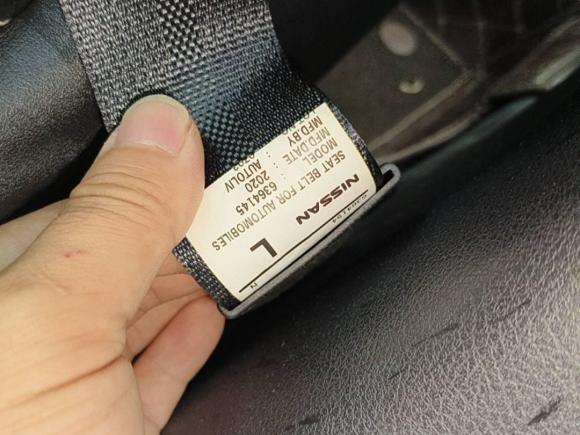 NISSAN
L
SEAT BELT FOR AUTOMOBILES
MODEL : 6364145
MFD.DATE : 2020
MFD.BY : AUTOLIV